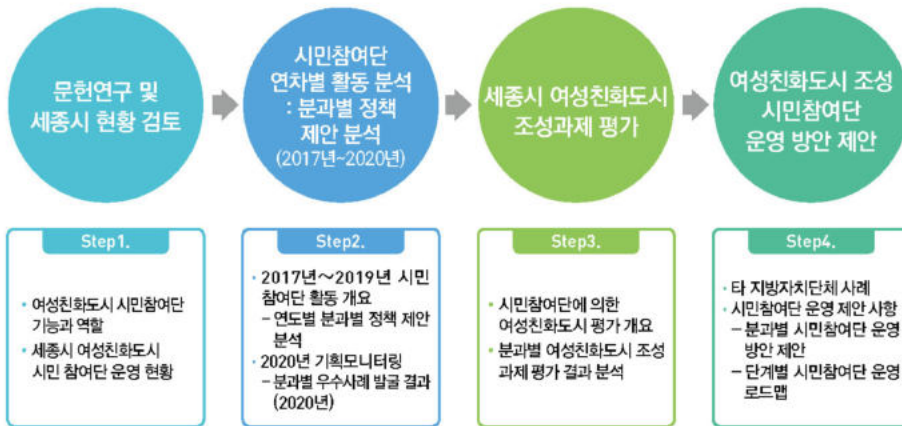 문헌연구 및
세종시 현황 검토
시민참여단
연차별 활동 분석
: 분과별 정책
제안 분석
(2017년~2020년)
세종시 여성친화도시
조성과제 평가
여성친화도시 조성
시민참여단
운영 방안 제안
Step1.
• 여성친화도시 시민참여단
기능과 역할
• 세종시 여성친화도시
시민 참여단 운영 현황
Step2.
• 2017년~2019년 시민
참여단 활동 개요
– 연도별 분과별 정책 제안
분석
• 2020년 기획모니터링
– 분과별 우수사례 발굴 결과
(2020년)
Step3.
• 시민참여단에 의한
여성친화도시 평가 개요
• 분과별 여성친화도시 조성
과제 평가 결과 분석
Step4.
• 타 지방자치단체 사례
• 시민참여단 운영 제안 사항
– 분과별 시민참여단 운영
방안 제안
– 단계별 시민참여단 운영
로드맵